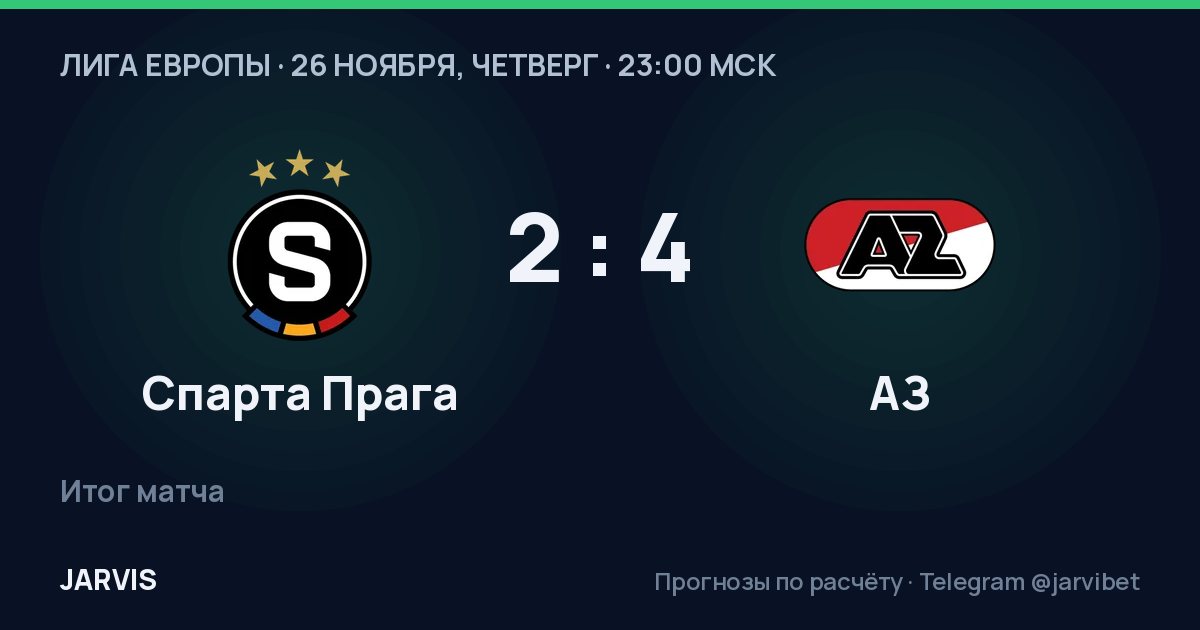 ЛИГА ЕВРОПЫ · 26 НОЯБРЯ, ЧЕТВЕРГ · 23:00 МСК
S
AZ
2 : 4
Спарта Прага
АЗ
Итог матча
JARVIS
Прогнозы по расчёту · Telegram @jarvibet